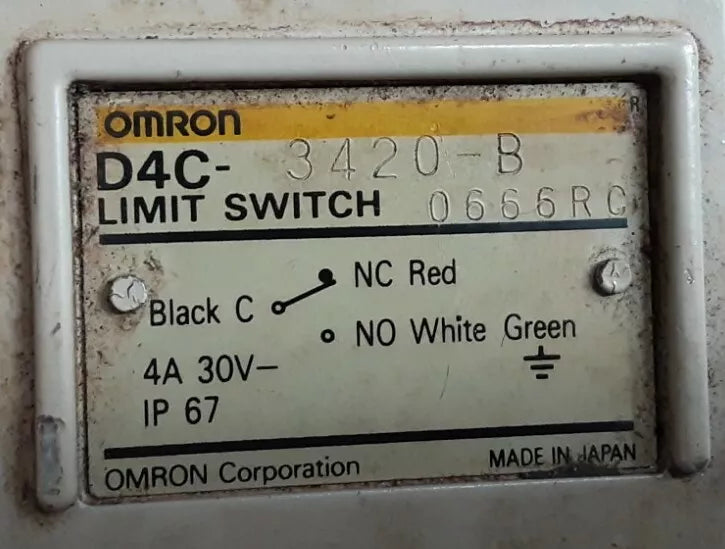 OMRON
R
D4C- 3420-B
LIMIT SWITCH 0666RC
NC Red
Black C
NO White Green
4A 30V-
IP 67
OMRON Corporation MADE IN JAPAN